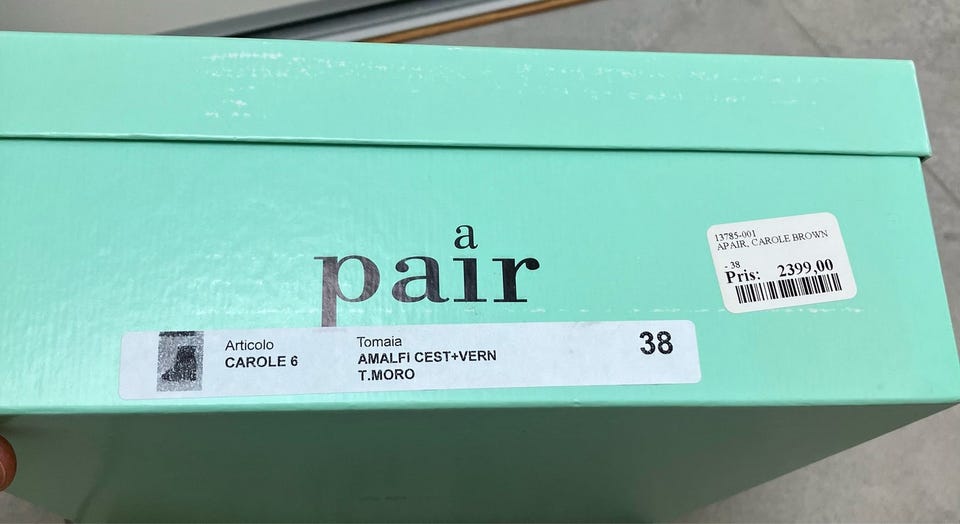 a
pair
13785-001
APAIR, CAROLE BROWN
- 38
Pris: 2399,00
Articolo
CAROLE 6
Tomaia
AMALFI CEST+VERN
T.MORO
38